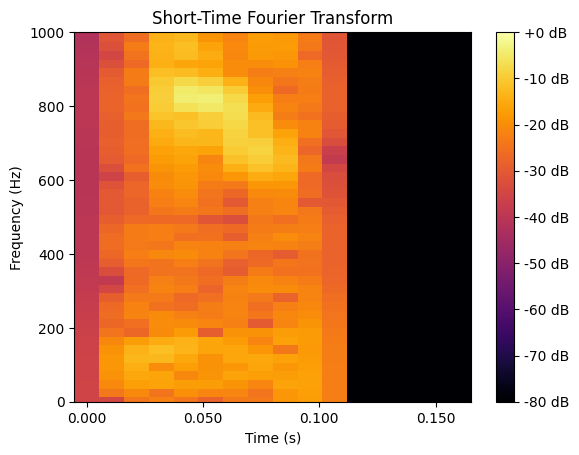 Short-Time Fourier Transform
1000
800
600
400
200
0
Frequency (Hz)
0.000
0.050
0.100
0.150
Time (s)
+0 dB
-10 dB
-20 dB
-30 dB
-40 dB
-50 dB
-60 dB
-70 dB
-80 dB